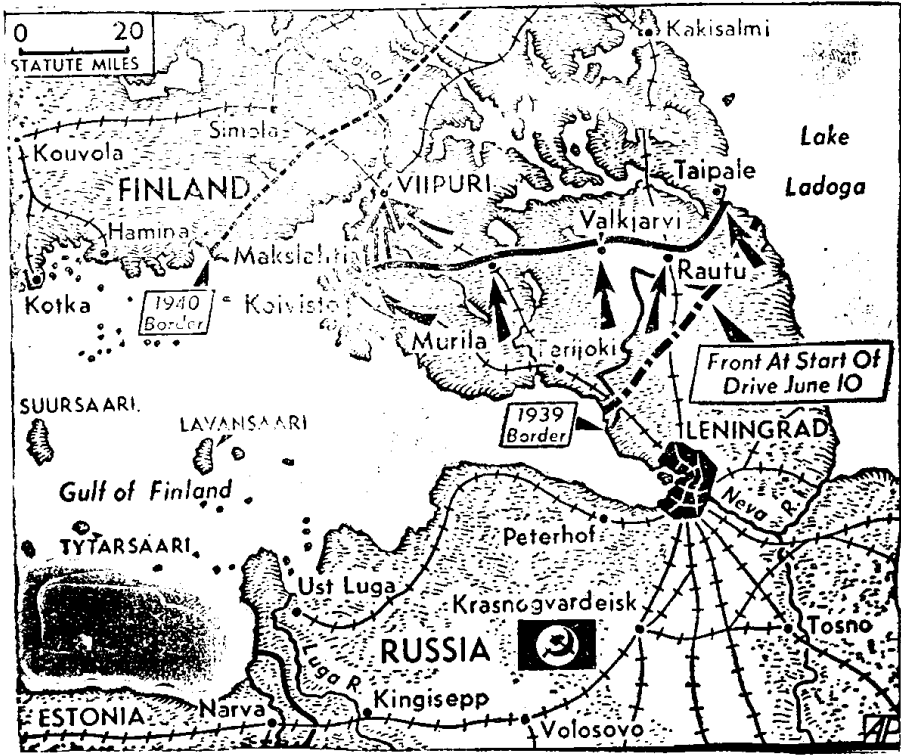 0 20
STATUTE MILES
Kakisalmi
Canal
Simola
Kouvola
FINLAND
VIIPURI
Taipale
Lake
Ladoga
Hamina
Valkjarvi
Makslahti
Rautu
Kotka
1940
Border
Koivisto
Murila
Terijoki
Front At Start Of
Drive June 10
SUURSAARI
LAVANSAARI
1939
Border
LENINGRAD
Gulf of Finland
Neva R.
Peterhof
TYTARSAARI
Ust Luga
Krasnogvardeisk
RUSSIA
Tosno
Luga R.
ESTONIA
Narva
Kingisepp
Volosovo
AP